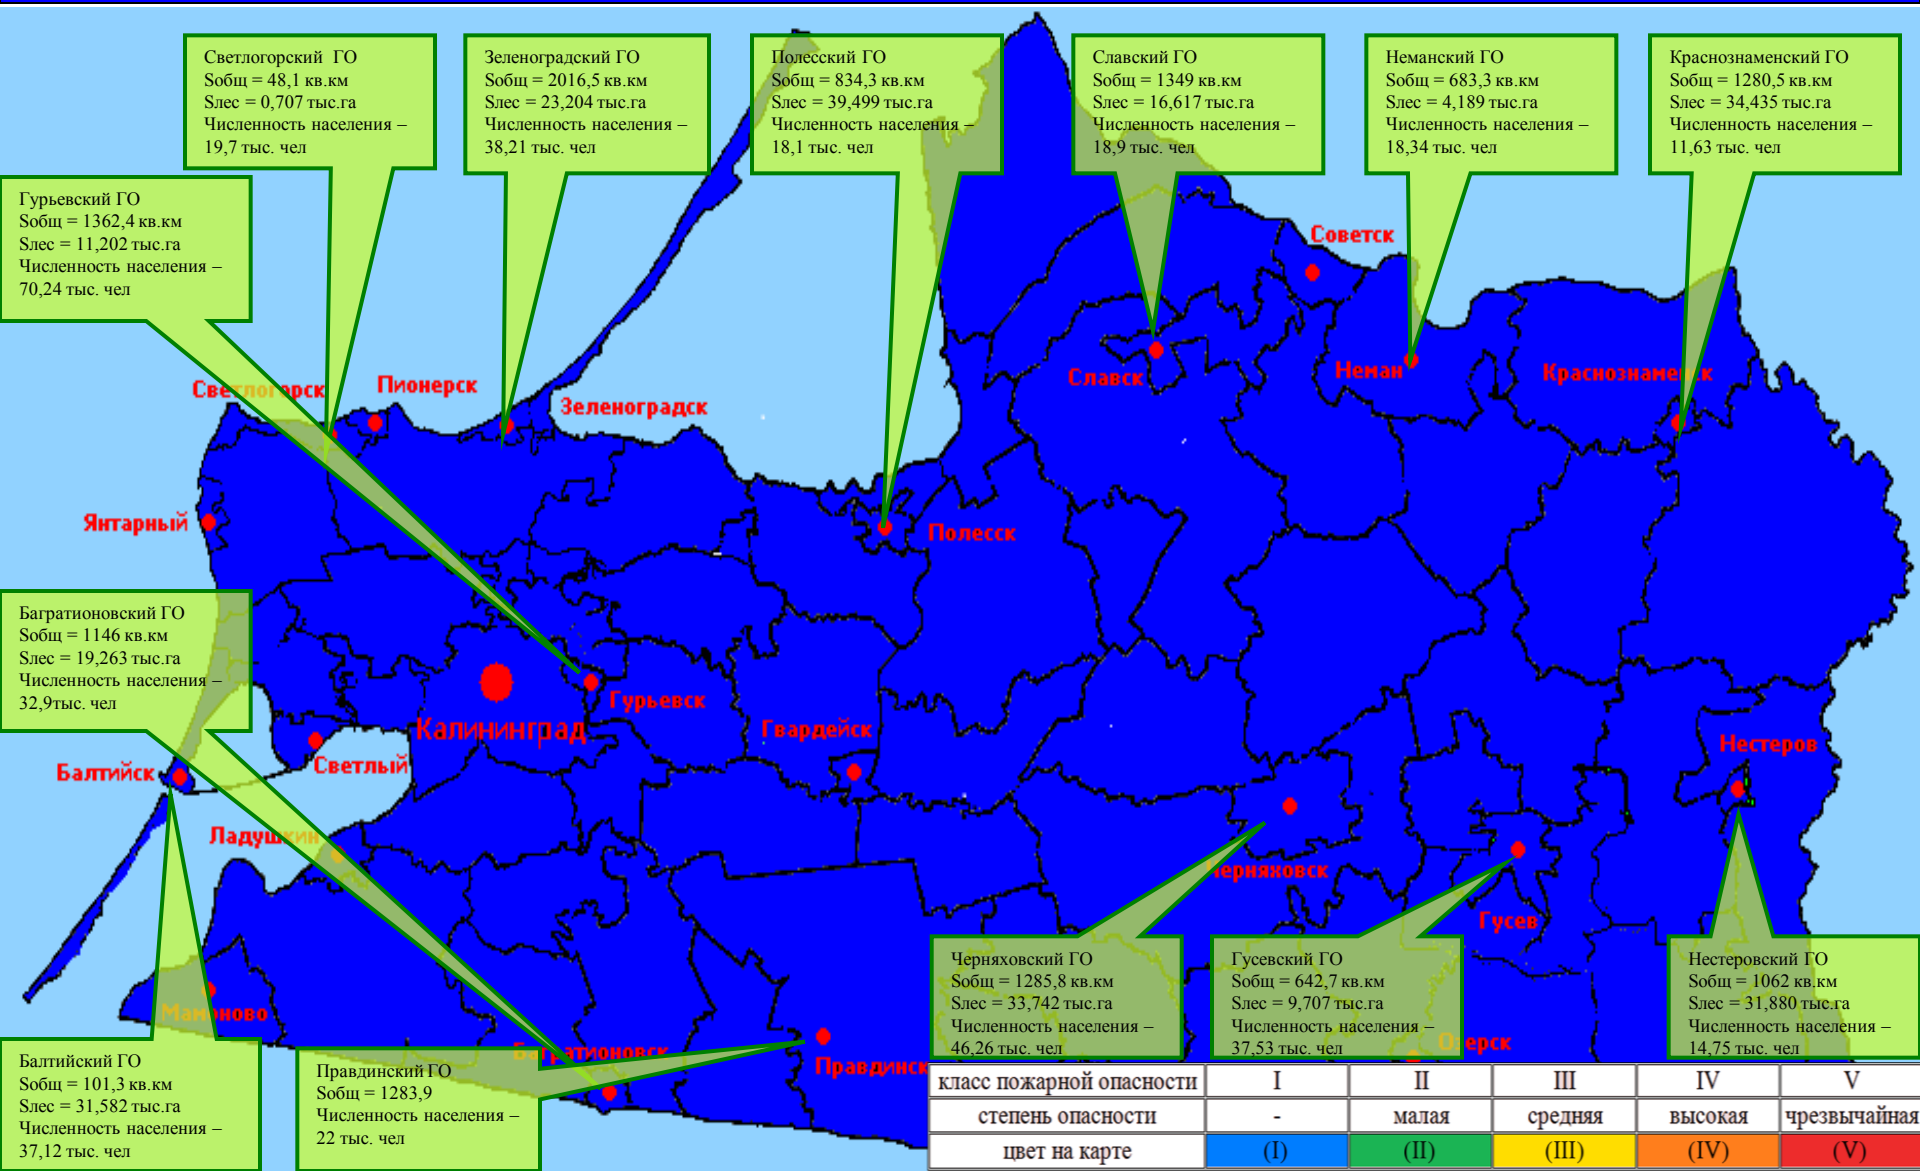 Светлогорский ГО
Sобщ = 48,1 кв.км
Sлес = 0,707 тыс.га
Численность населения –
19,7 тыс. чел
Зеленоградский ГО
Sобщ = 2016,5 кв.км
Sлес = 23,204 тыс.га
Численность населения –
38,21 тыс. чел
Полесский ГО
Sобщ = 834,3 кв.км
Sлес = 39,499 тыс.га
Численность населения –
18,1 тыс. чел
Славский ГО
Sобщ = 1349 кв.км
Sлес = 16,617 тыс.га
Численность населения –
18,9 тыс. чел
Неманский ГО
Sобщ = 683,3 кв.км
Sлес = 4,189 тыс.га
Численность населения –
18,34 тыс. чел
Краснознаменский ГО
Sобщ = 1280,5 кв.км
Sлес = 34,435 тыс.га
Численность населения –
11,63 тыс. чел
Гурьевский ГО
Sобщ = 1362,4 кв.км
Sлес = 11,202 тыс.га
Численность населения –
70,24 тыс. чел
Советск
Светлогорск
Пионерск
Зеленоградск
Славск
Неман
Краснознаменск
Янтарный
Полесск
Багратионовский ГО
Sобщ = 1146 кв.км
Sлес = 19,263 тыс.га
Численность населения –
32,9тыс. чел
Гурьевск
Калининград
Гвардейск
Нестеров
Балтийск
Светлый
Ладушкин
Черняховск
Гусев
Мамоново
Багратионовск
Правдинск
Озерск
Черняховский ГО
Sобщ = 1285,8 кв.км
Sлес = 33,742 тыс.га
Численность населения –
46,26 тыс. чел
Гусевский ГО
Sобщ = 642,7 кв.км
Sлес = 9,707 тыс.га
Численность населения –
37,53 тыс. чел
Нестеровский ГО
Sобщ = 1062 кв.км
Sлес = 31,880 тыс.га
Численность населения –
14,75 тыс. чел
Балтийский ГО
Sобщ = 101,3 кв.км
Sлес = 31,582 тыс.га
Численность населения –
37,12 тыс. чел
Правдинский ГО
Sобщ = 1283,9
Численность населения –
22 тыс. чел
класс пожарной опасности I II III IV V
степень опасности - малая средняя высокая чрезвычайная
цвет на карте (I) (II) (III) (IV) (V)